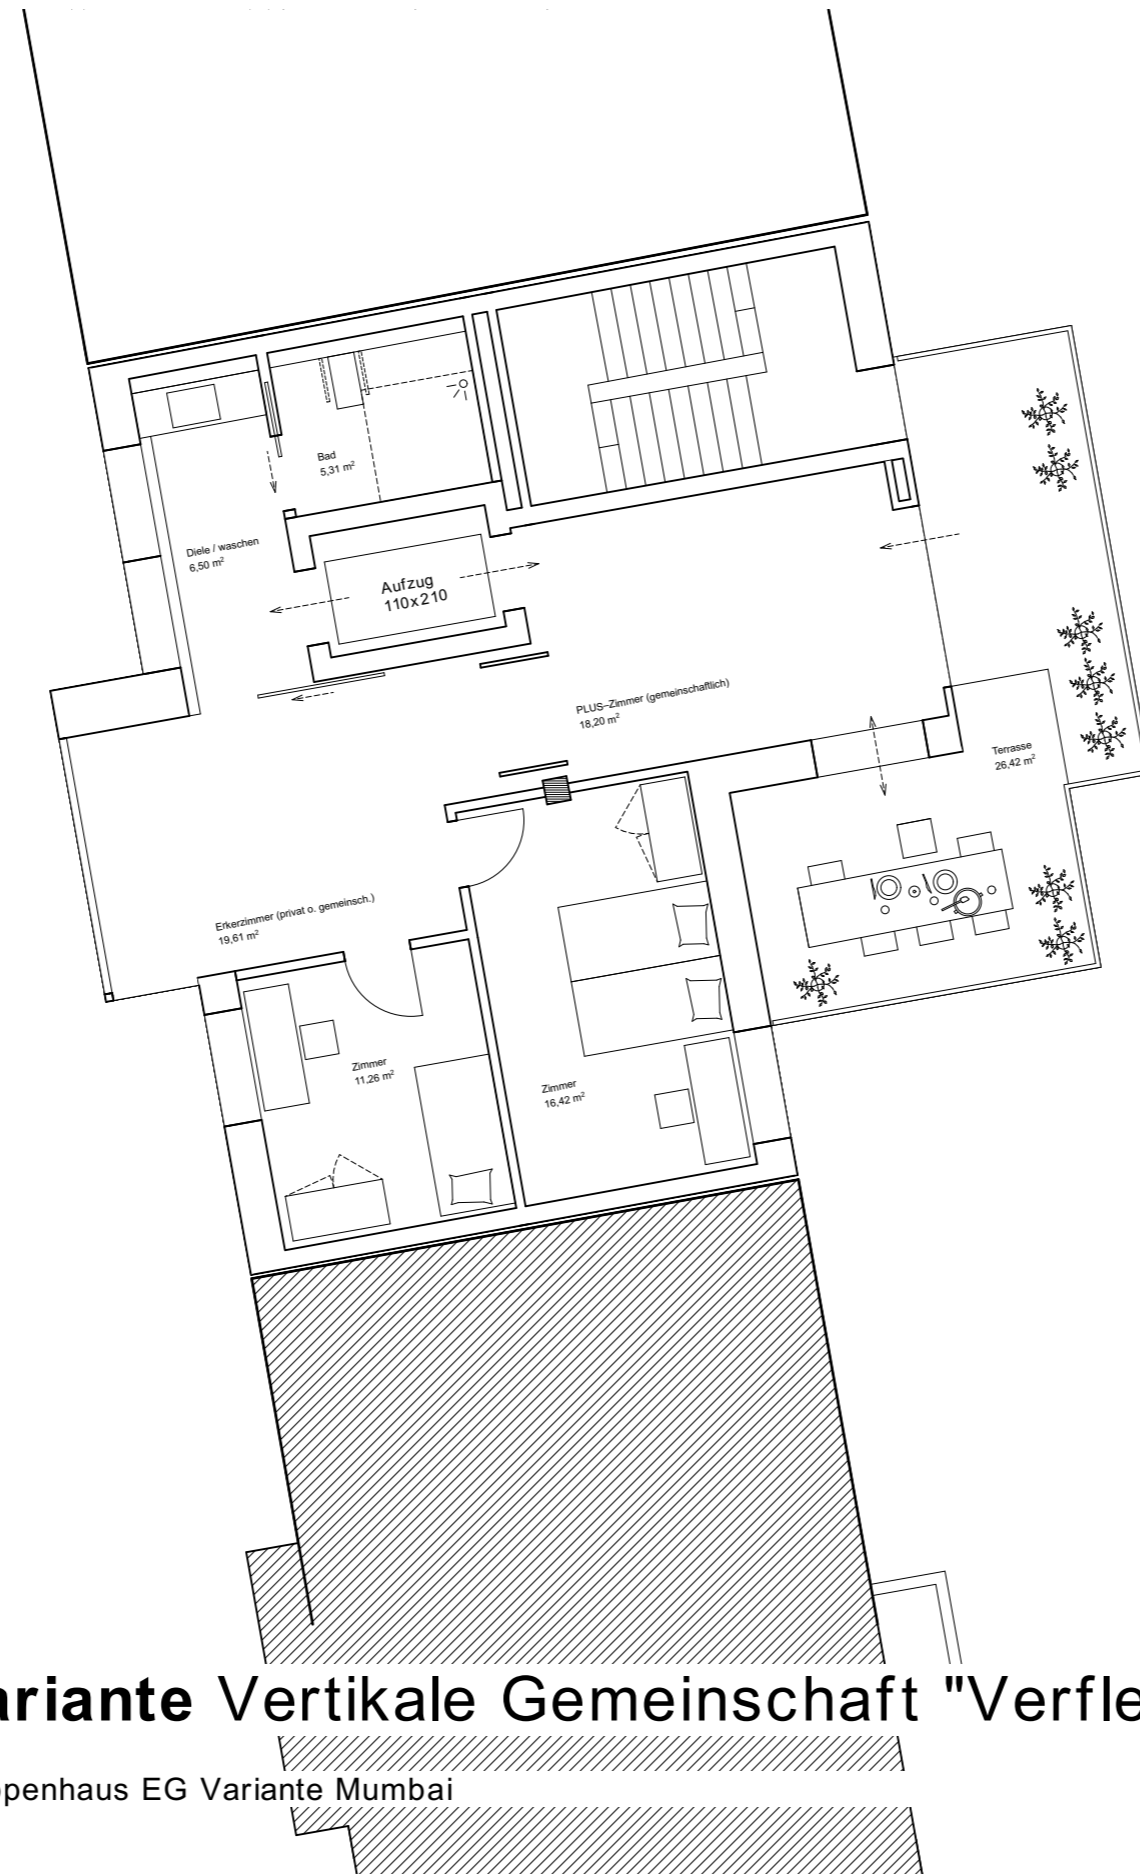 Bad
5,31 m²
Diele / waschen
6,50 m²
Aufzug
110x210
PLUS–Zimmer (gemeinschaftlich)
18,20 m²
Terrasse
26,42 m²
Erkerzimmer (privat o. gemeinsch.)
19,61 m²
Zimmer
11,26 m²
Zimmer
16,42 m²
ariante Vertikale Gemeinschaft "Verfle
ppenhaus EG Variante Mumbai